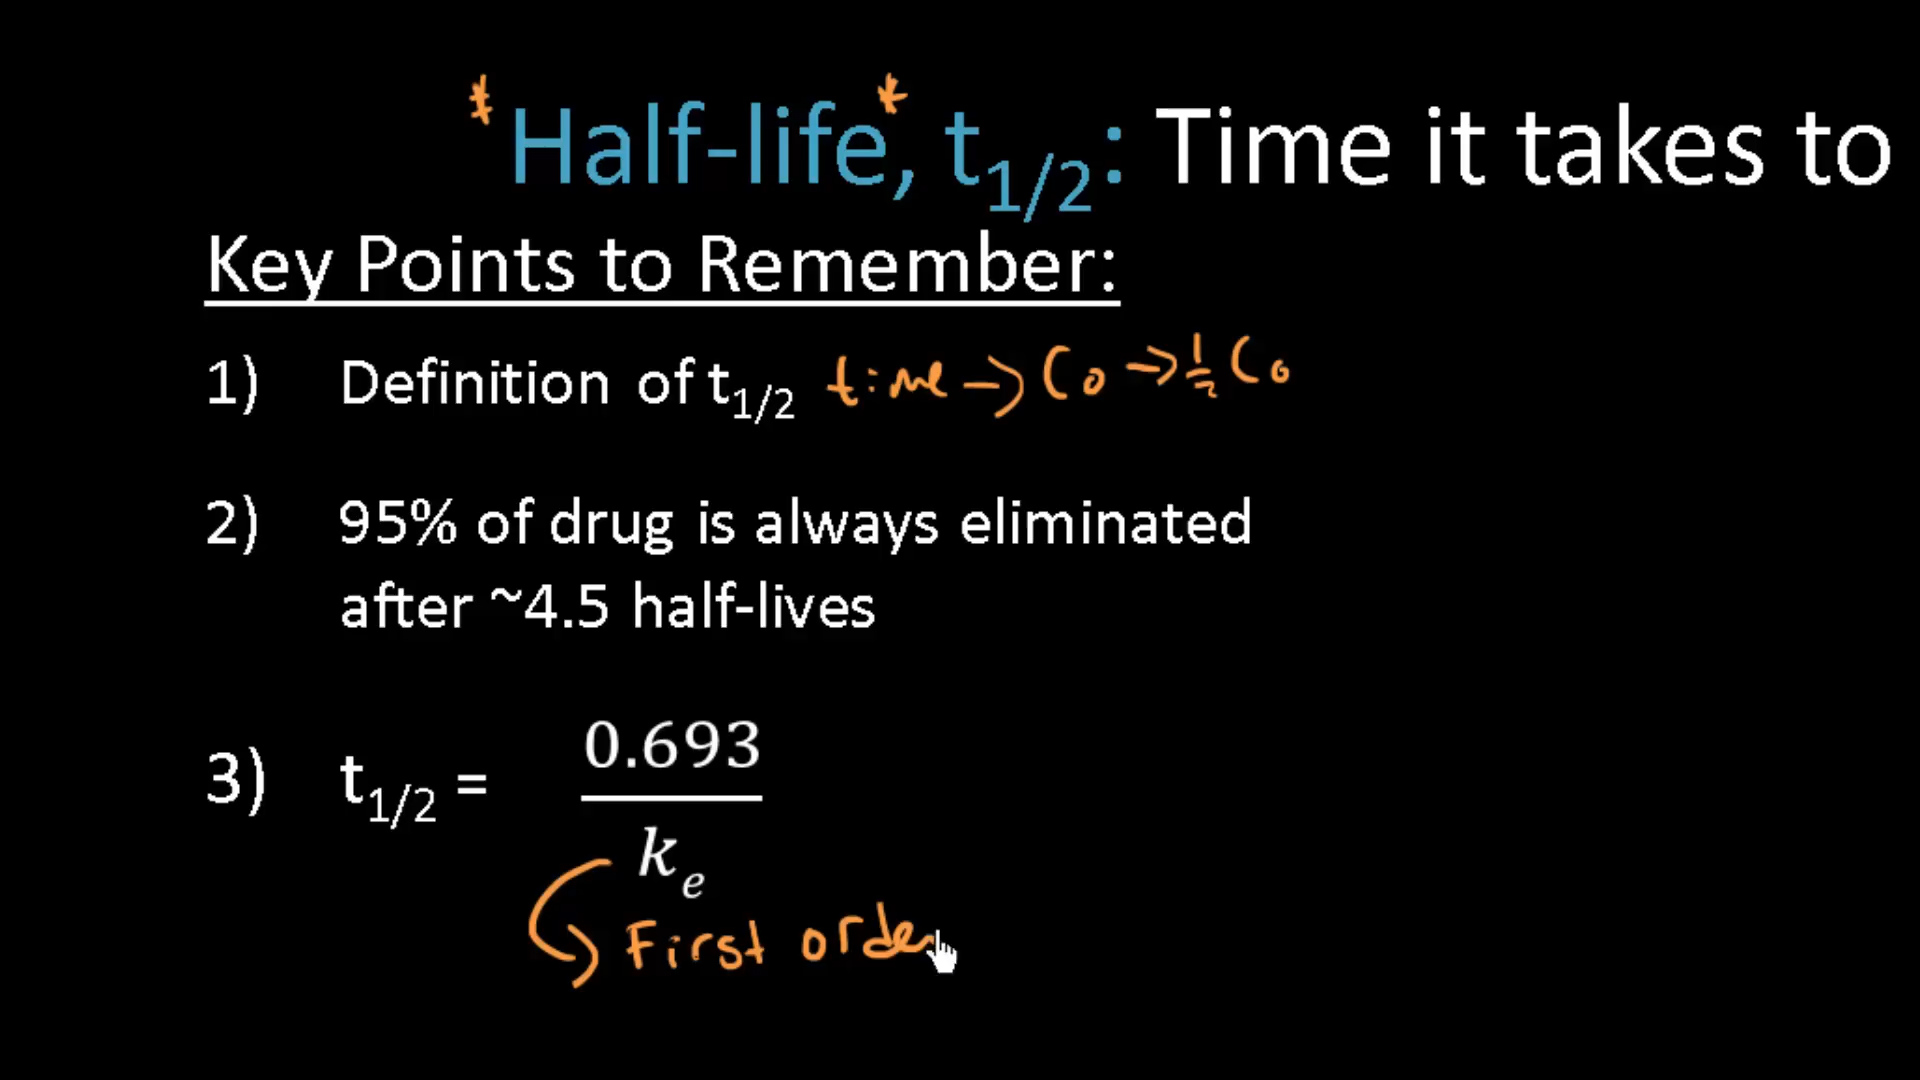 *Half-life*, t1/2: Time it takes to
Key Points to Remember:
1) Definition of t1/2 time → Co → 1/2 Co
2) 95% of drug is always eliminated
after ~4.5 half-lives
3) t1/2 = 0.693/ke
First order